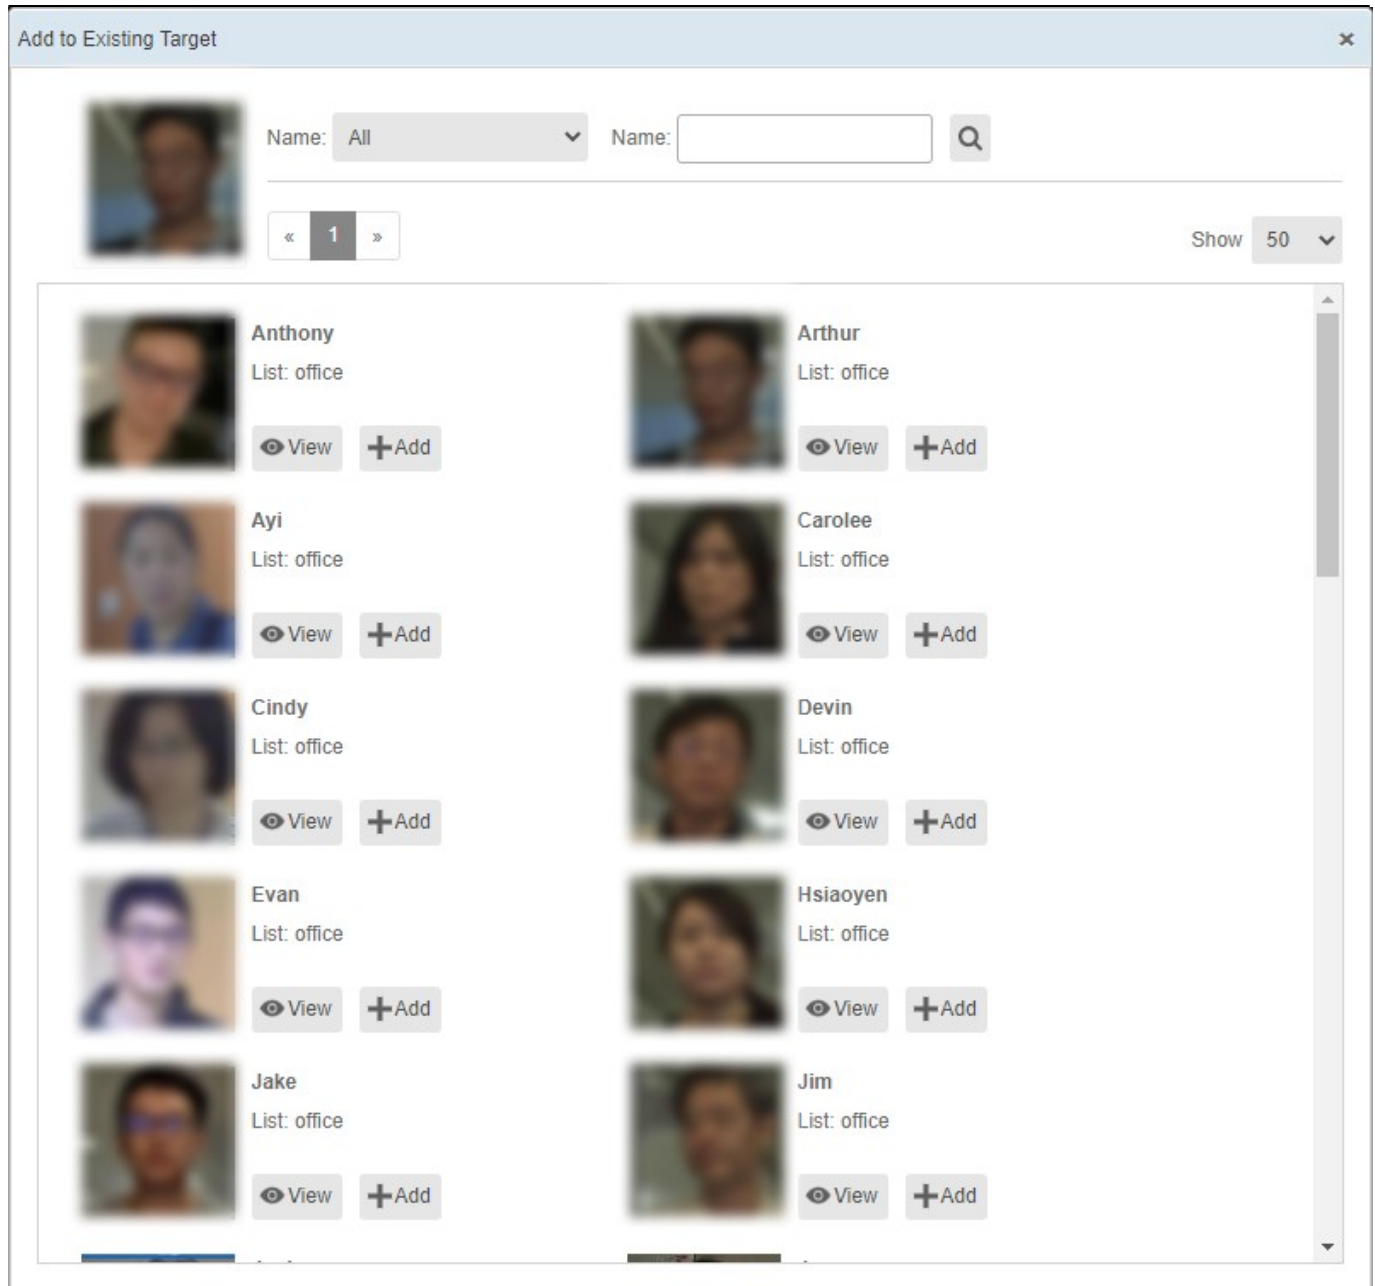 Add to Existing Target ×
Name: All Name:
« 1 » Show 50
Anthony Arthur
List: office List: office
View Add View Add
Ayi Carolee
List: office List: office
View Add View Add
Cindy Devin
List: office List: office
View Add View Add
Evan Hsiaoyen
List: office List: office
View Add View Add
Jake Jim
List: office List: office
View Add View Add